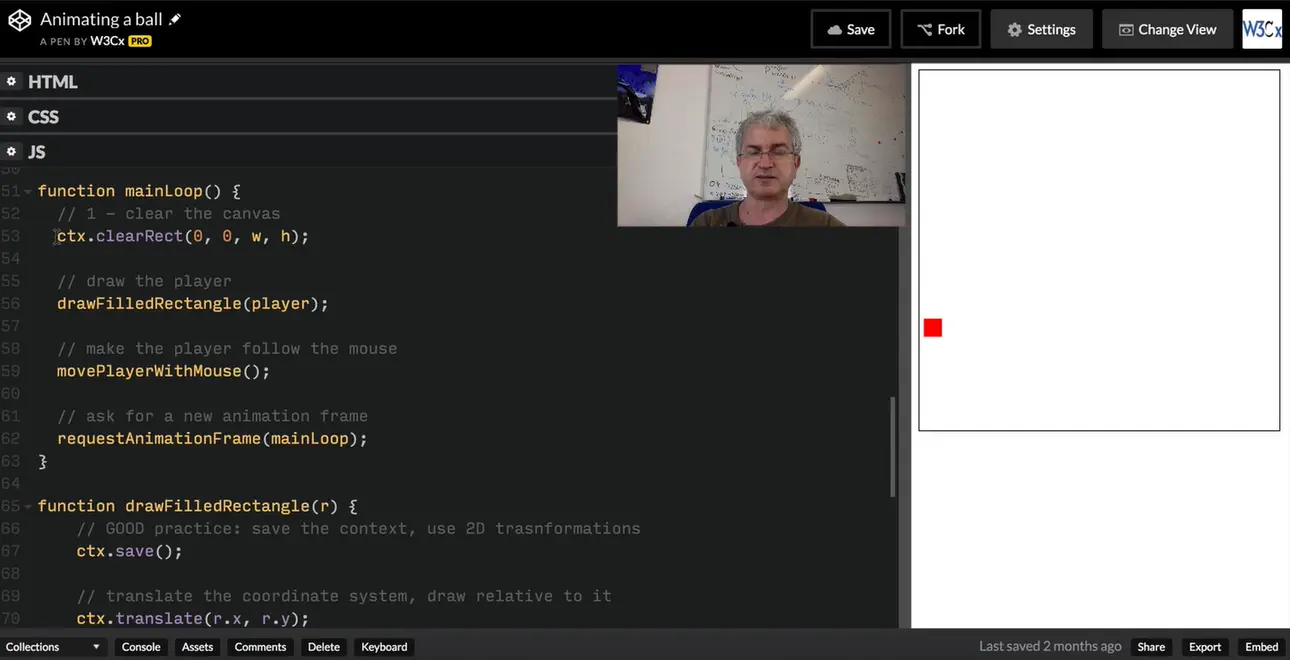 Animating a ball
A PEN BY W3Cx PRO
Save
Fork
Settings
Change View
W3Cx
HTML
CSS
JS
50
51 function mainLoop() {
52 // 1 – clear the canvas
53 ctx.clearRect(0, 0, w, h);
54
55 // draw the player
56 drawFilledRectangle(player);
57
58 // make the player follow the mouse
59 movePlayerWithMouse();
60
61 // ask for a new animation frame
62 requestAnimationFrame(mainLoop);
63 }
64
65 function drawFilledRectangle(r) {
66 // GOOD practice: save the context, use 2D trasnformations
67 ctx.save();
68
69 // translate the coordinate system, draw relative to it
70 ctx.translate(r.x, r.y);
Collections
Console
Assets
Comments
Delete
Keyboard
Last saved 2 months ago
Share
Export
Embed